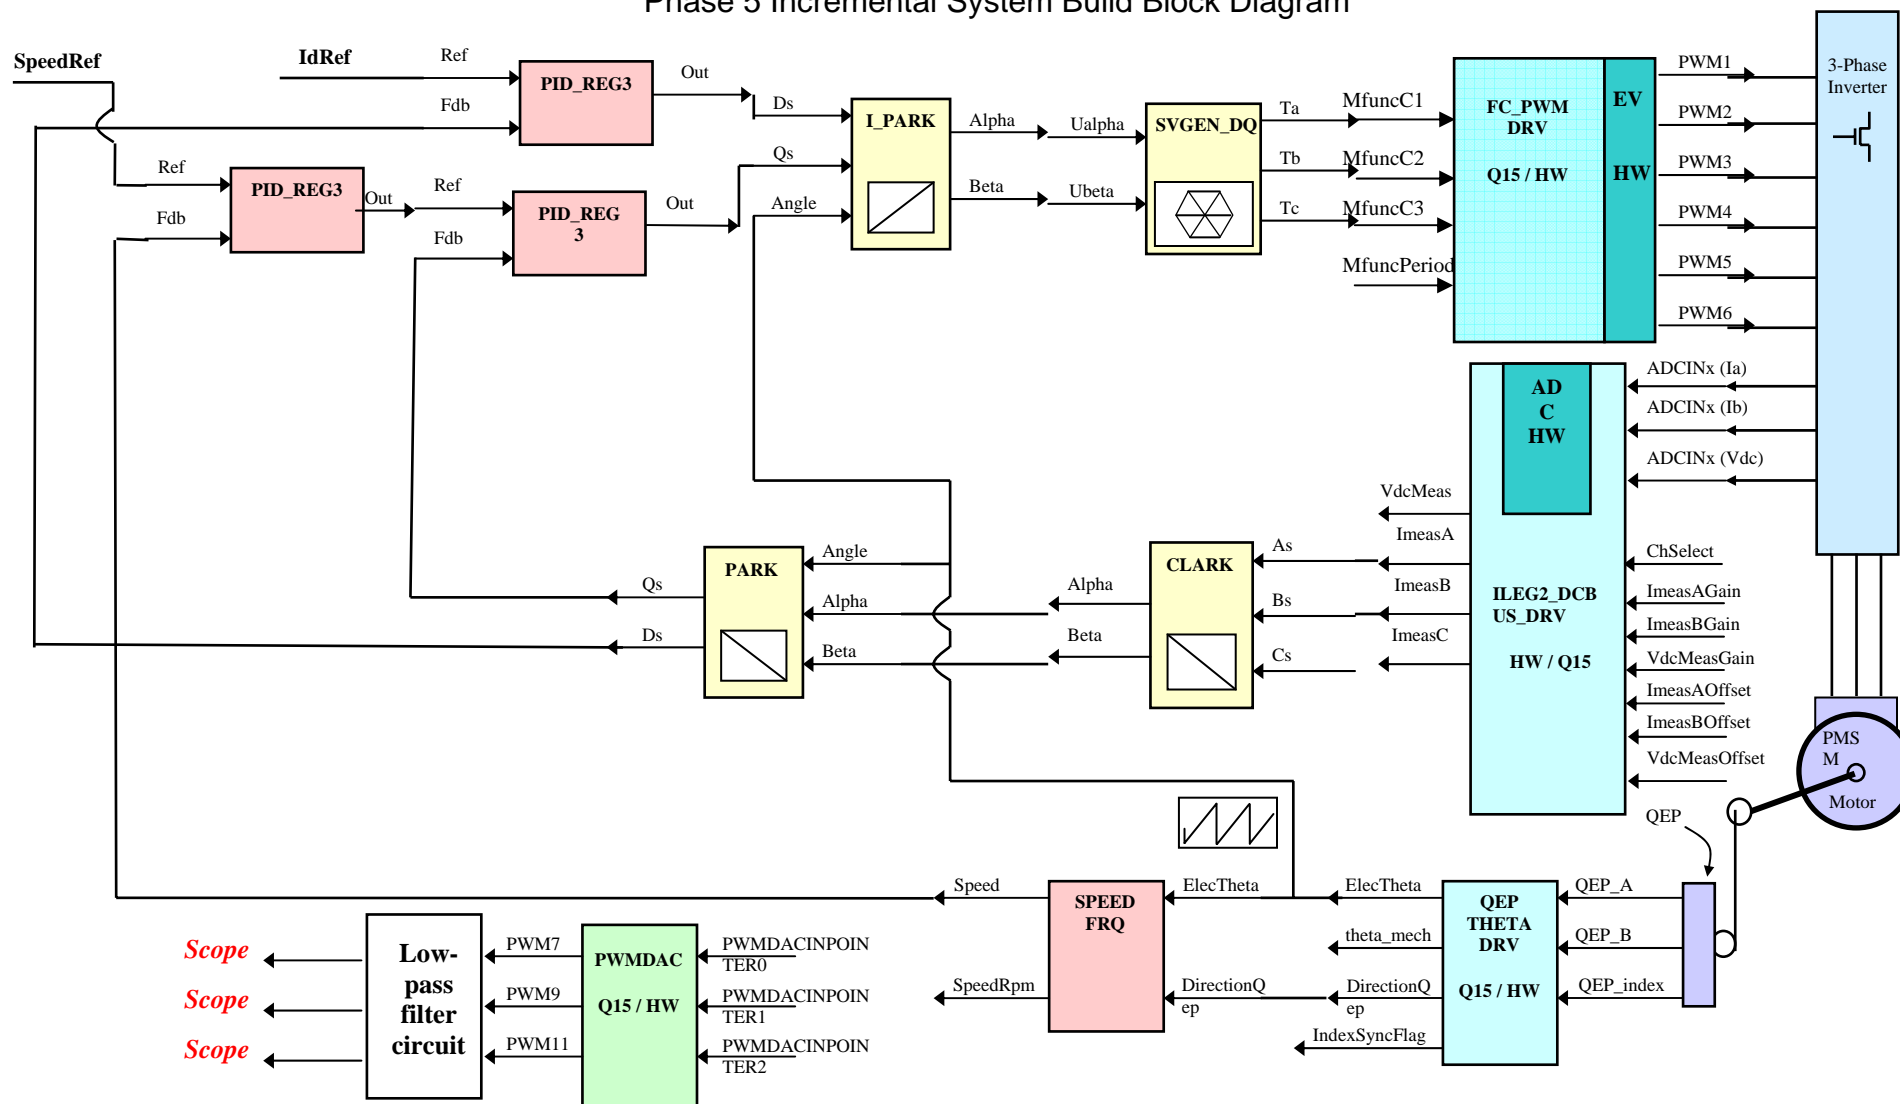 Phase 5 Incremental System Build Block Diagram
SpeedRef
IdRef
Ref
Fdb
PID_REG3
Out
Ref
Fdb
PID_REG3
Out
Ref
Fdb
PID_REG
3
Out
Ds
Qs
Angle
I_PARK
Alpha
Beta
Ualpha
Ubeta
SVGEN_DQ
Ta
Tb
Tc
MfuncC1
MfuncC2
MfuncC3
MfuncPeriod
FC_PWM
DRV
Q15 / HW
EV
HW
PWM1
PWM2
PWM3
PWM4
PWM5
PWM6
3-Phase
Inverter
ADCINx (Ia)
ADCINx (Ib)
ADCINx (Vdc)
AD
C
HW
ILEG2_DCB
US_DRV
HW / Q15
ChSelect
ImeasAGain
ImeasBGain
VdcMeasGain
ImeasAOffset
ImeasBOffset
VdcMeasOffset
VdcMeas
ImeasA
ImeasB
ImeasC
As
Bs
Cs
CLARK
Alpha
Beta
Angle
Alpha
Beta
PARK
Qs
Ds
PMS
M
Motor
QEP
QEP_A
QEP_B
QEP_index
QEP
THETA
DRV
Q15 / HW
ElecTheta
theta_mech
DirectionQ
ep
IndexSyncFlag
ElecTheta
DirectionQ
ep
SPEED
FRQ
Speed
SpeedRpm
PWMDACINPOIN
TER0
PWMDACINPOIN
TER1
PWMDACINPOIN
TER2
PWMDAC
Q15 / HW
PWM7
PWM9
PWM11
Low-
pass
filter
circuit
Scope
Scope
Scope